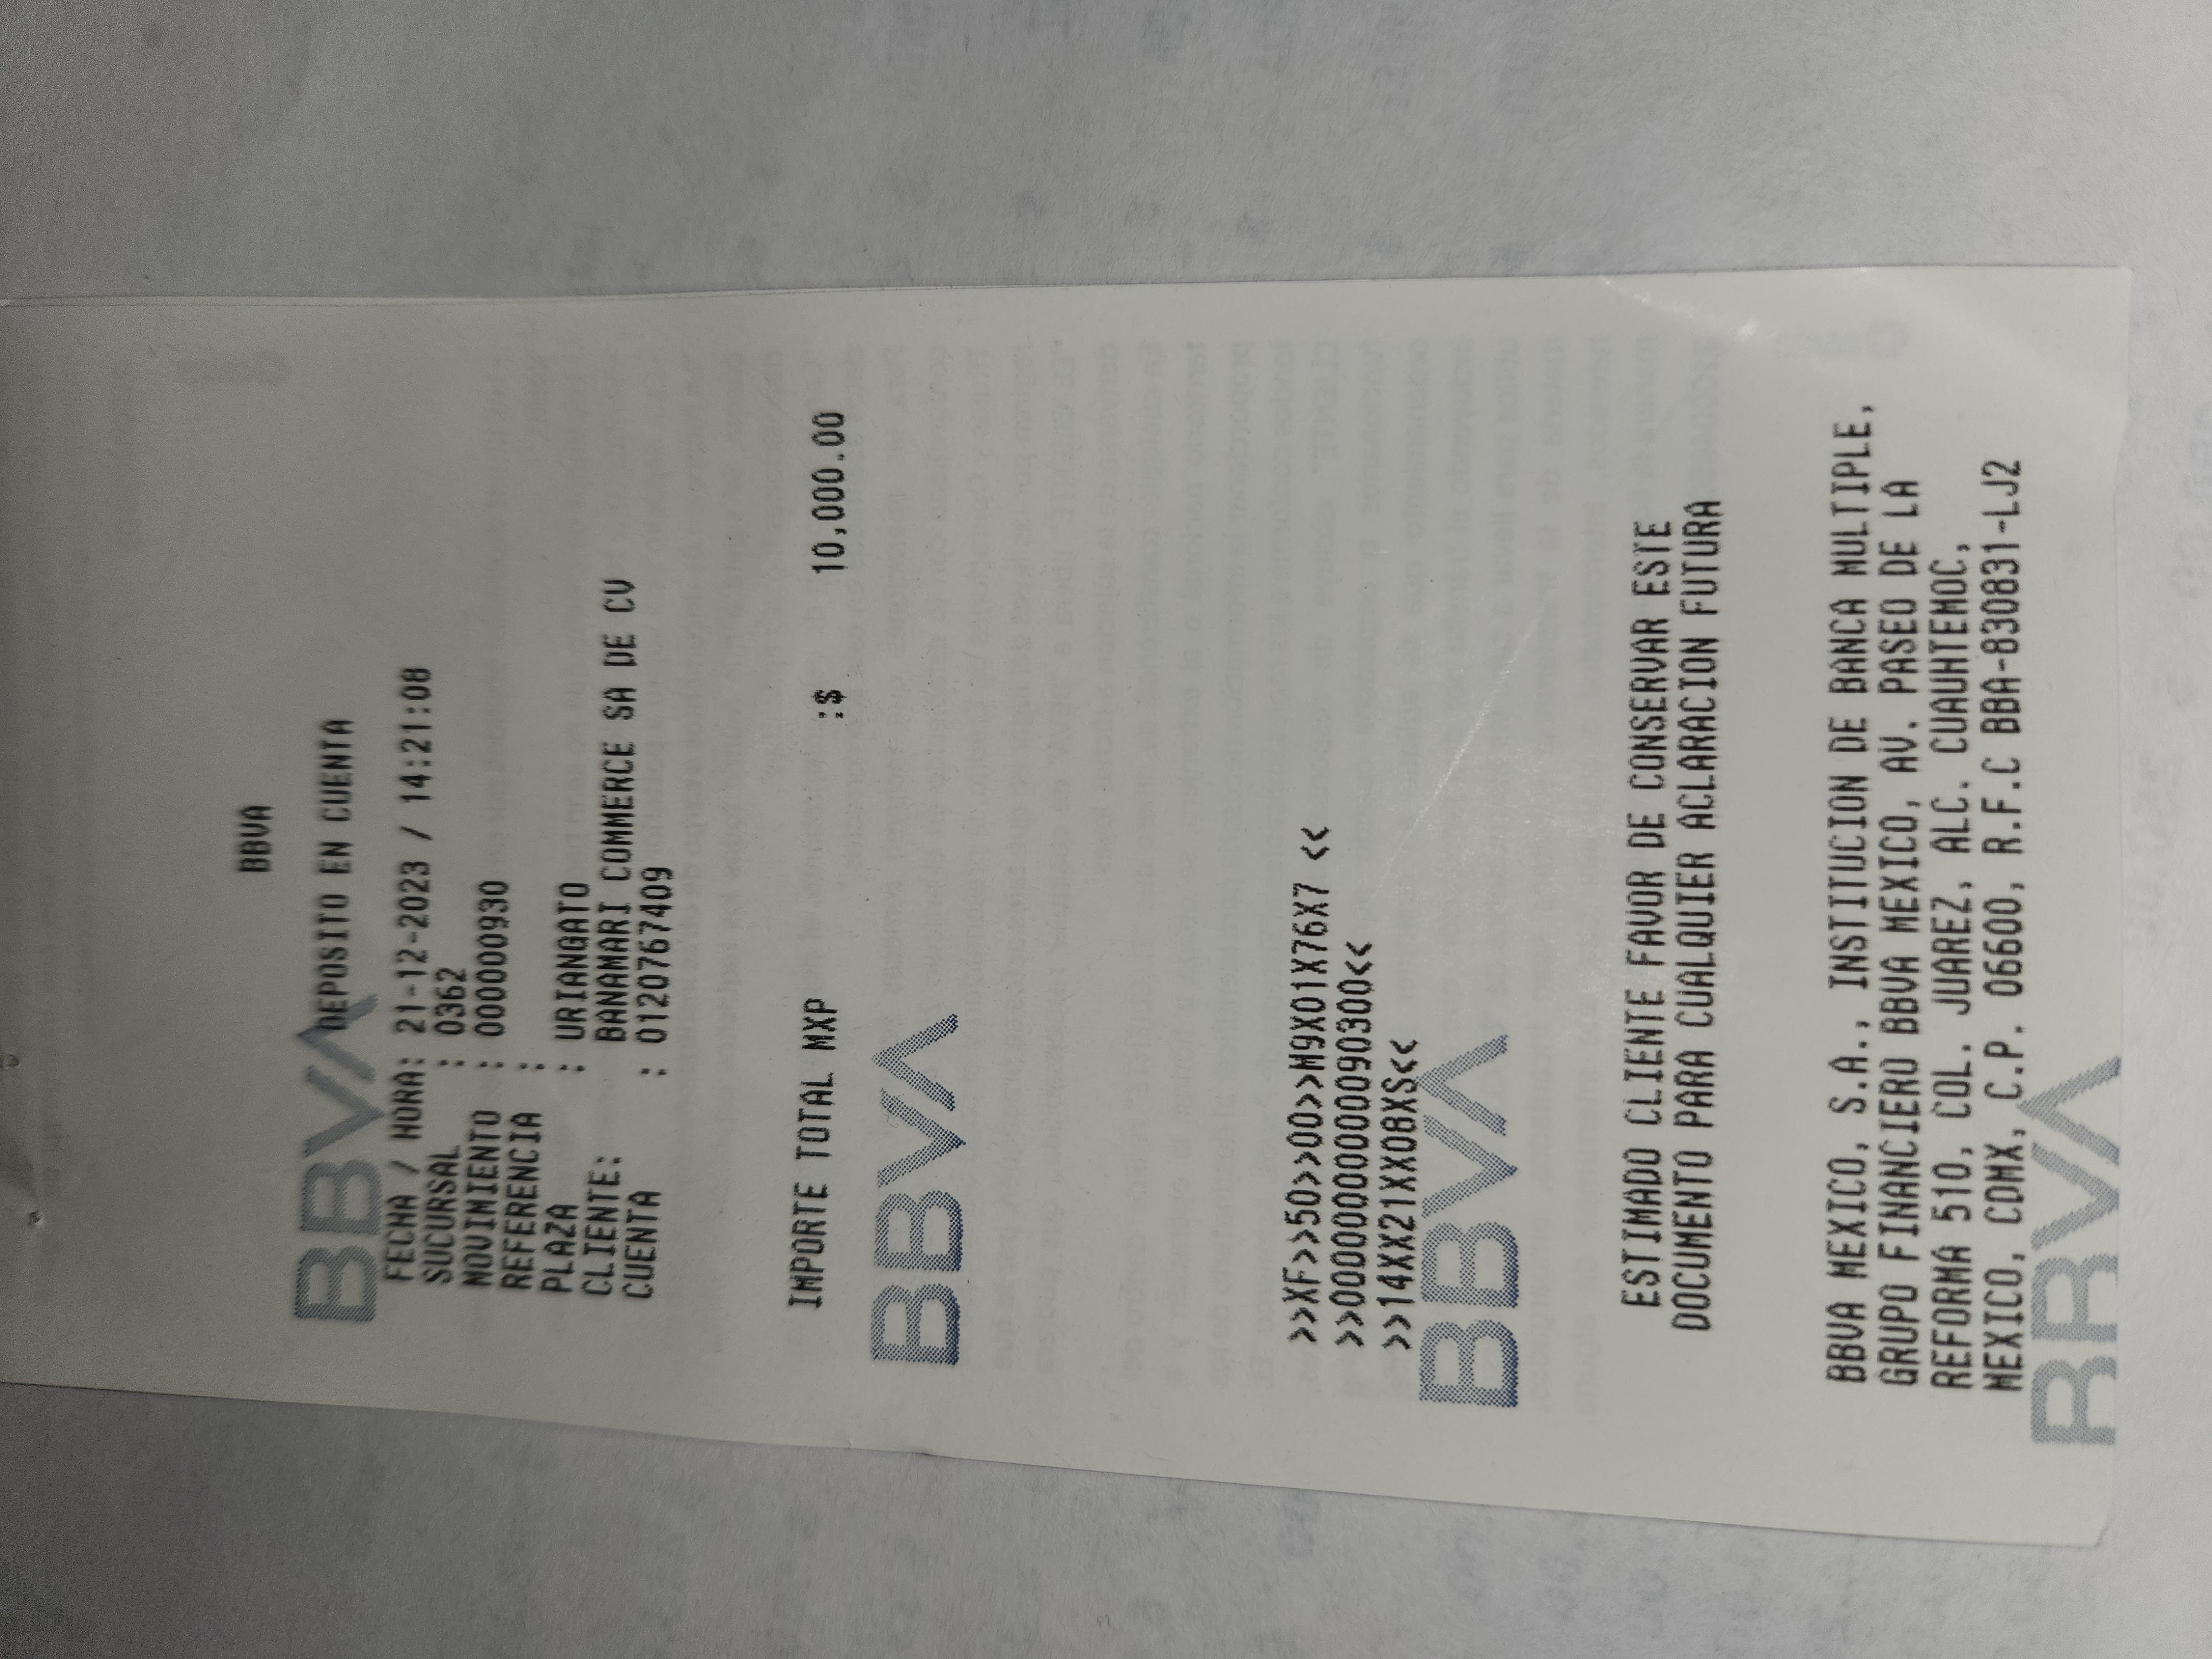 BBVA
DEPOSITO EN CUENTA
BBVA
FECHA / HORA: 21-12-2023 / 14:21:08
SUCURSAL : 0362
MOVIMIENTO : 000000930
REFERENCIA :
PLAZA : URIANGATO
CLIENTE: BANAMARI COMMERCE SA DE CV
CUENTA : 0120767409
IMPORTE TOTAL MXP :$ 10,000.00
BBVA
>>XF>>50>>00>>M9X01X76X7 <<
>>0000000000009300<<
>>14XX21XX08XS<<
BBVA
ESTIMADO CLIENTE FAVOR DE CONSERVAR ESTE
DOCUMENTO PARA CUALQUIER ACLARACION FUTURA
BBVA MEXICO, S.A., INSTITUCION DE BANCA MULTIPLE,
GRUPO FINANCIERO BBVA MEXICO, AV. PASEO DE LA
REFORMA 510, COL. JUAREZ, ALC. CUAUHTEMOC,
MEXICO, CDMX, C.P. 06600, R.F.C BBA-830831-LJ2
BBVA